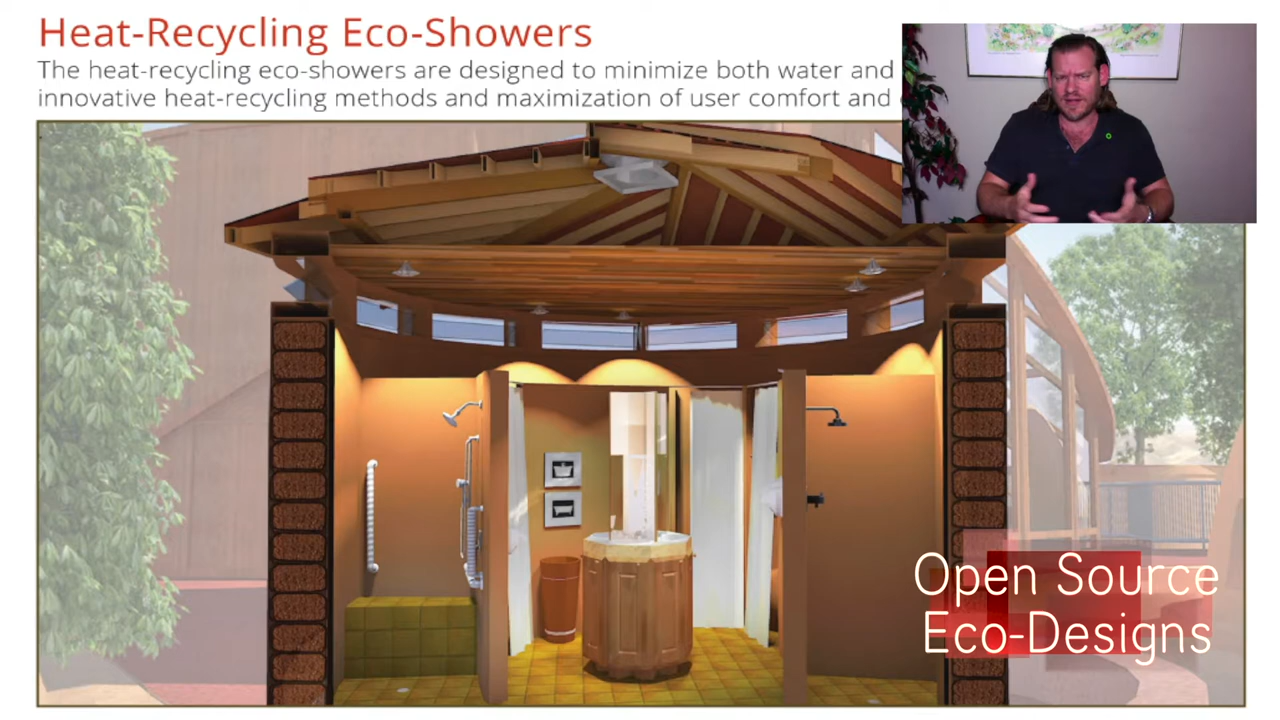 Heat-Recycling Eco-Showers
The heat-recycling eco-showers are designed to minimize both water and
innovative heat-recycling methods and maximization of user comfort and
Open Source
Eco-Designs